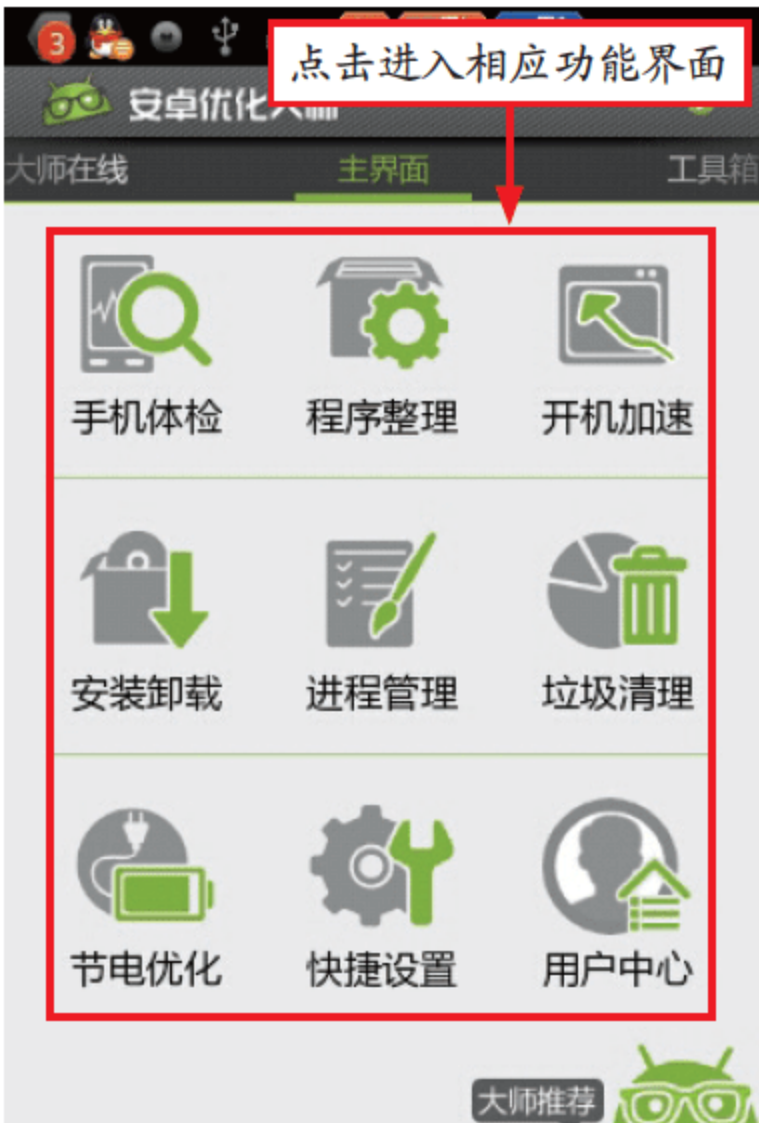 3
点击进入相应功能界面
安卓优化大师
大师在线 主界面 工具箱
手机体检 程序整理 开机加速
安装卸载 进程管理 垃圾清理
节电优化 快捷设置 用户中心
大师推荐